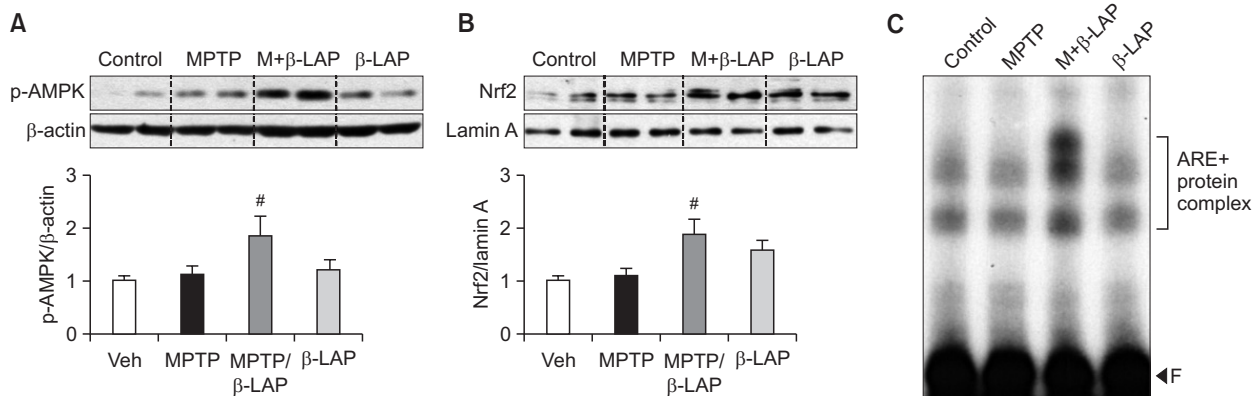 A
Control MPTP M+β-LAP β-LAP
p-AMPK
β-actin
p-AMPK/β-actin
3
2
1
0
#
Veh MPTP MPTP/ β-LAP
β-LAP
B
Control MPTP M+β-LAP β-LAP
Nrf2
Lamin A
Nrf2/lamin A
3
2
1
0
#
Veh MPTP MPTP/ β-LAP
β-LAP
C
Control MPTP M+β-LAP β-LAP
ARE+
protein
complex
F